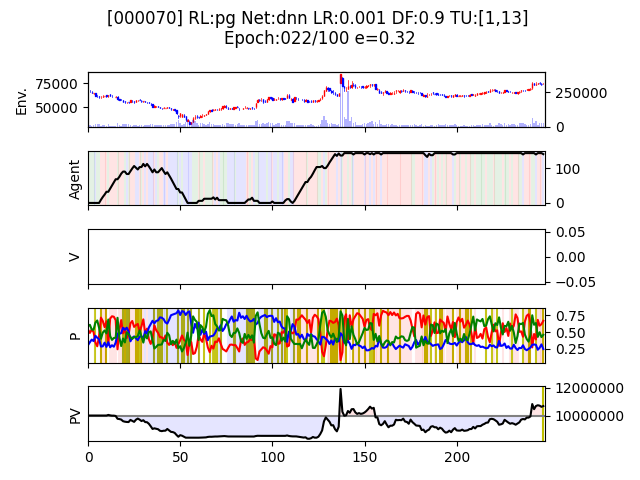 [000070] RL:pg Net:dnn LR:0.001 DF:0.9 TU:[1,13]
Epoch:022/100 e=0.32
Env.
75000
50000
250000
0
Agent
100
0
V
0.05
0.00
−0.05
P
0.75
0.50
0.25
PV
12000000
10000000
0 50 100 150 200